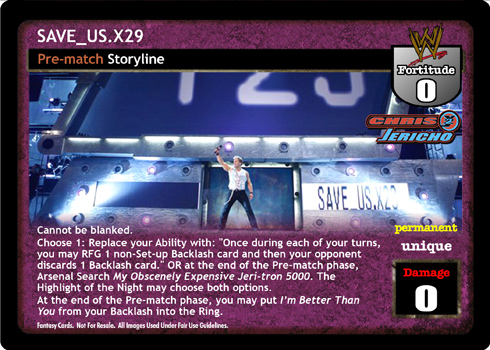 SAVE_US.X29
Pre-match Storyline
W
Fortitude
0
CHRIS
JERICHO
123
SAVE_US.X29
Cannot be blanked.
Choose 1: Replace your Ability with: "Once during each of your turns,
you may RFG 1 non-Set-up Backlash card and then your opponent
discards 1 Backlash card." OR at the end of the Pre-match phase,
Arsenal Search My Obscenely Expensive Jeri-tron 5000. The
Highlight of the Night may choose both options.
At the end of the Pre-match phase, you may put I'm Better Than
You from your Backlash into the Ring.
permanent
unique
Damage
0
Fantasy Cards. Not For Resale. All Images Used Under Fair Use Guidelines.